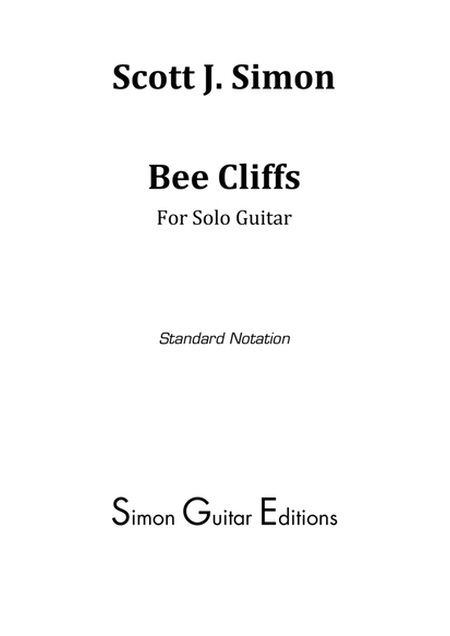 Scott J. Simon
Bee Cliffs
For Solo Guitar
Standard Notation
Simon Guitar Editions